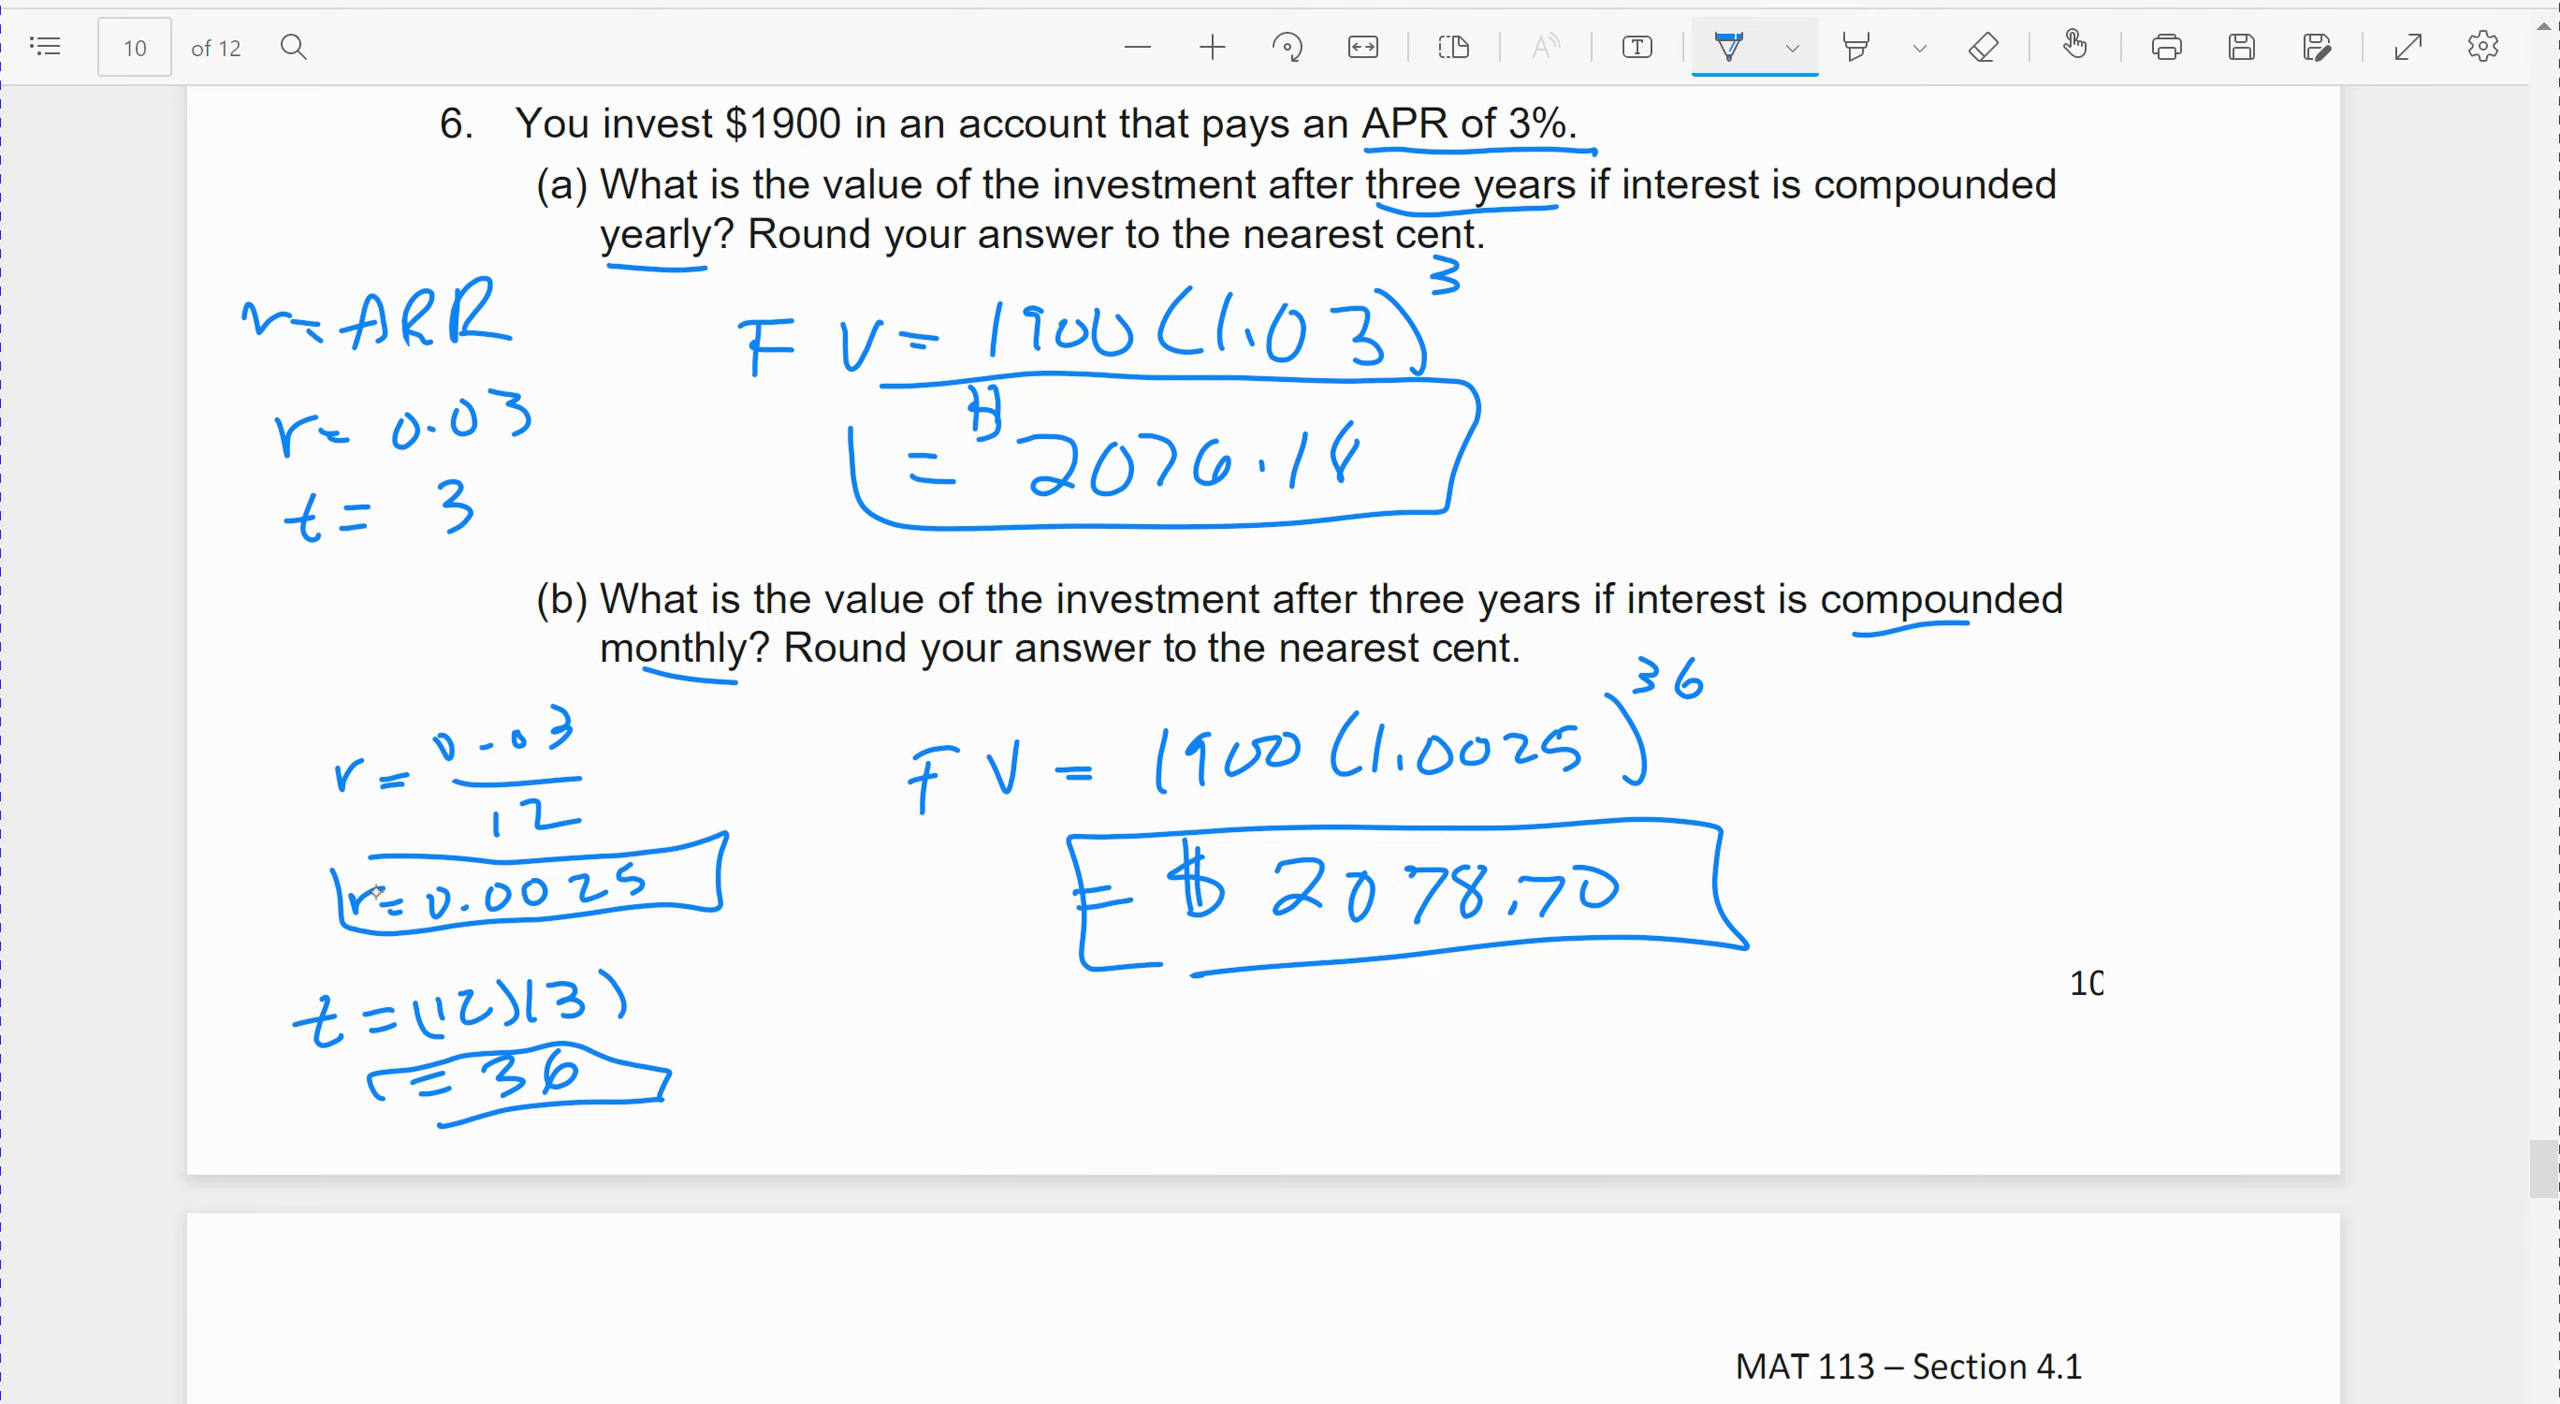 10 of 12
6. You invest $1900 in an account that pays an APR of 3%.
(a) What is the value of the investment after three years if interest is compounded
yearly? Round your answer to the nearest cent.
r = APR
r = 0.03
t = 3
FV = 1900(1.03)^3
= $2076.18
(b) What is the value of the investment after three years if interest is compounded
monthly? Round your answer to the nearest cent.
r = 0.03/12
r = 0.0025
t = (12)(3)
= 36
FV = 1900(1.0025)^36
= $2078.70
10
MAT 113 – Section 4.1